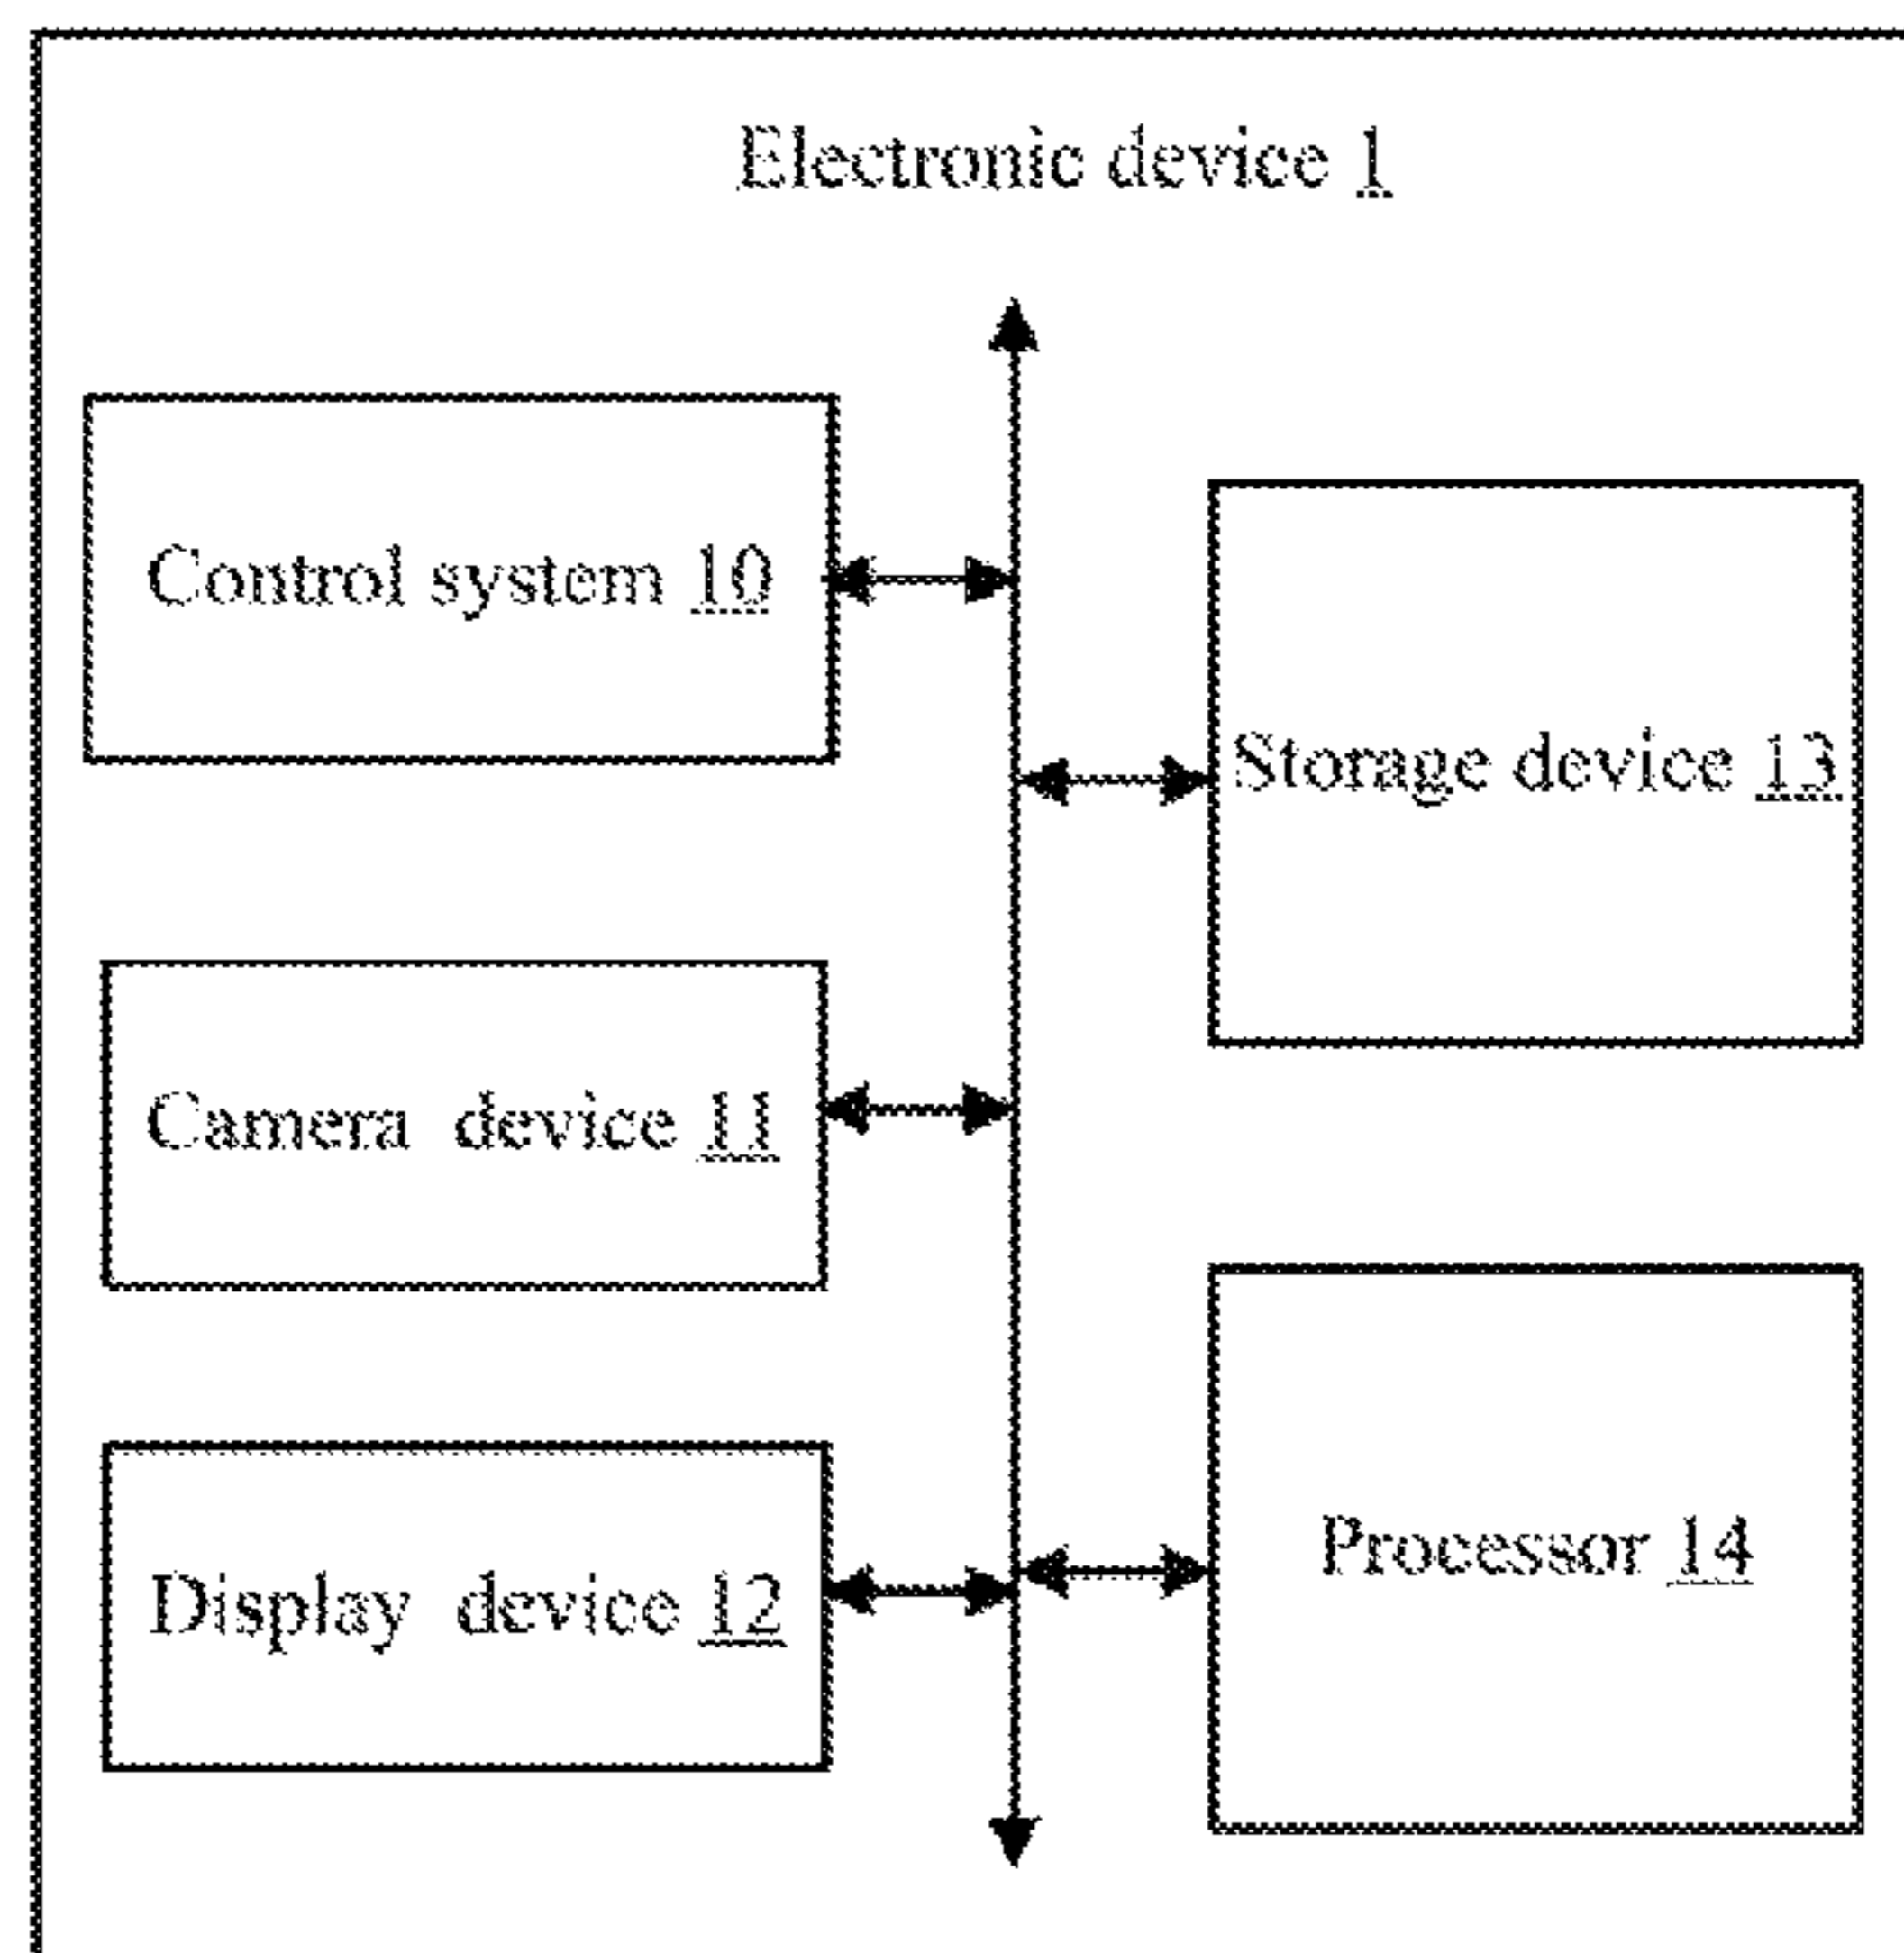 Electronic device 1
Control system 10
Storage device 13
Camera device 11
Processor 14
Display device 12